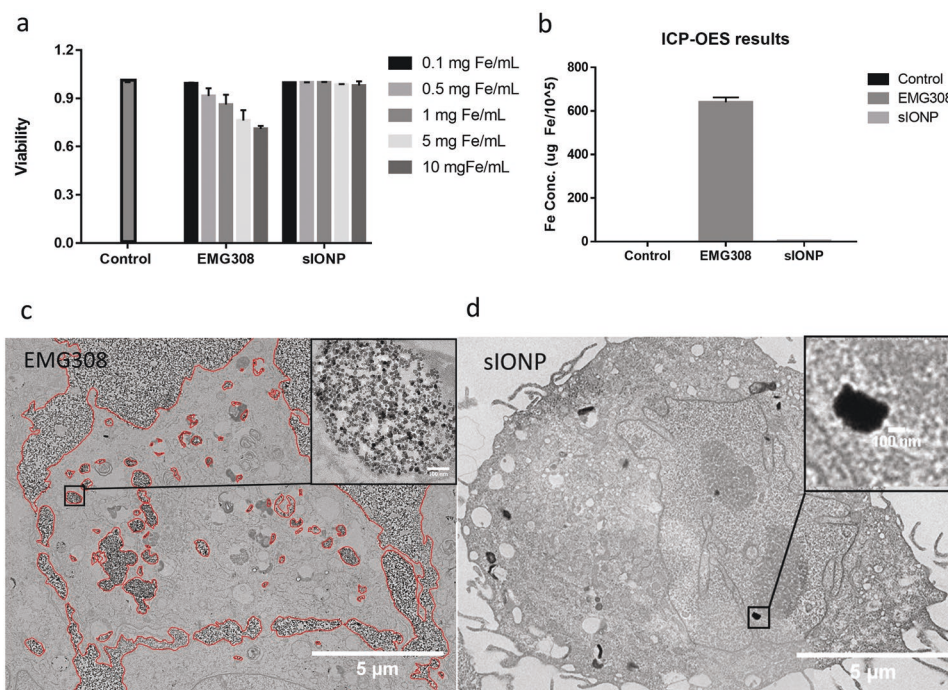 a
1.2
0.9
0.6
0.3
0.0
Viability
Control
EMG308
sIONP
0.1 mg Fe/mL
0.5 mg Fe/mL
1 mg Fe/mL
5 mg Fe/mL
10 mgFe/mL
b
ICP-OES results
800
600
400
200
0
Fe Conc. (ug Fe/10^5)
Control
EMG308
sIONP
Control
EMG308
sIONP
c
EMG308
100 nm
5 µm
d
sIONP
100 nm
5 µm